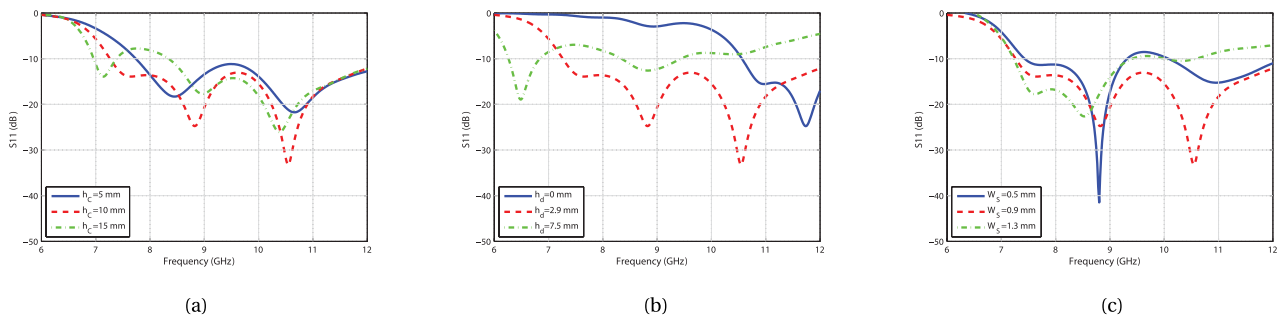 0
−10
−20
−30
−40
−50
S11 (dB)
h_C=5 mm
h_C=10 mm
h_C=15 mm
6 7 8 9 10 11 12
Frequency (GHz)
(a)
0
−10
−20
−30
−40
−50
S11 (dB)
h_d=0 mm
h_d=2.9 mm
h_d=7.5 mm
6 7 8 9 10 11 12
Frequency (GHz)
(b)
0
−10
−20
−30
−40
−50
S11 (dB)
W_S=0.5 mm
W_S=0.9 mm
W_S=1.3 mm
6 7 8 9 10 11 12
Frequency (GHz)
(c)